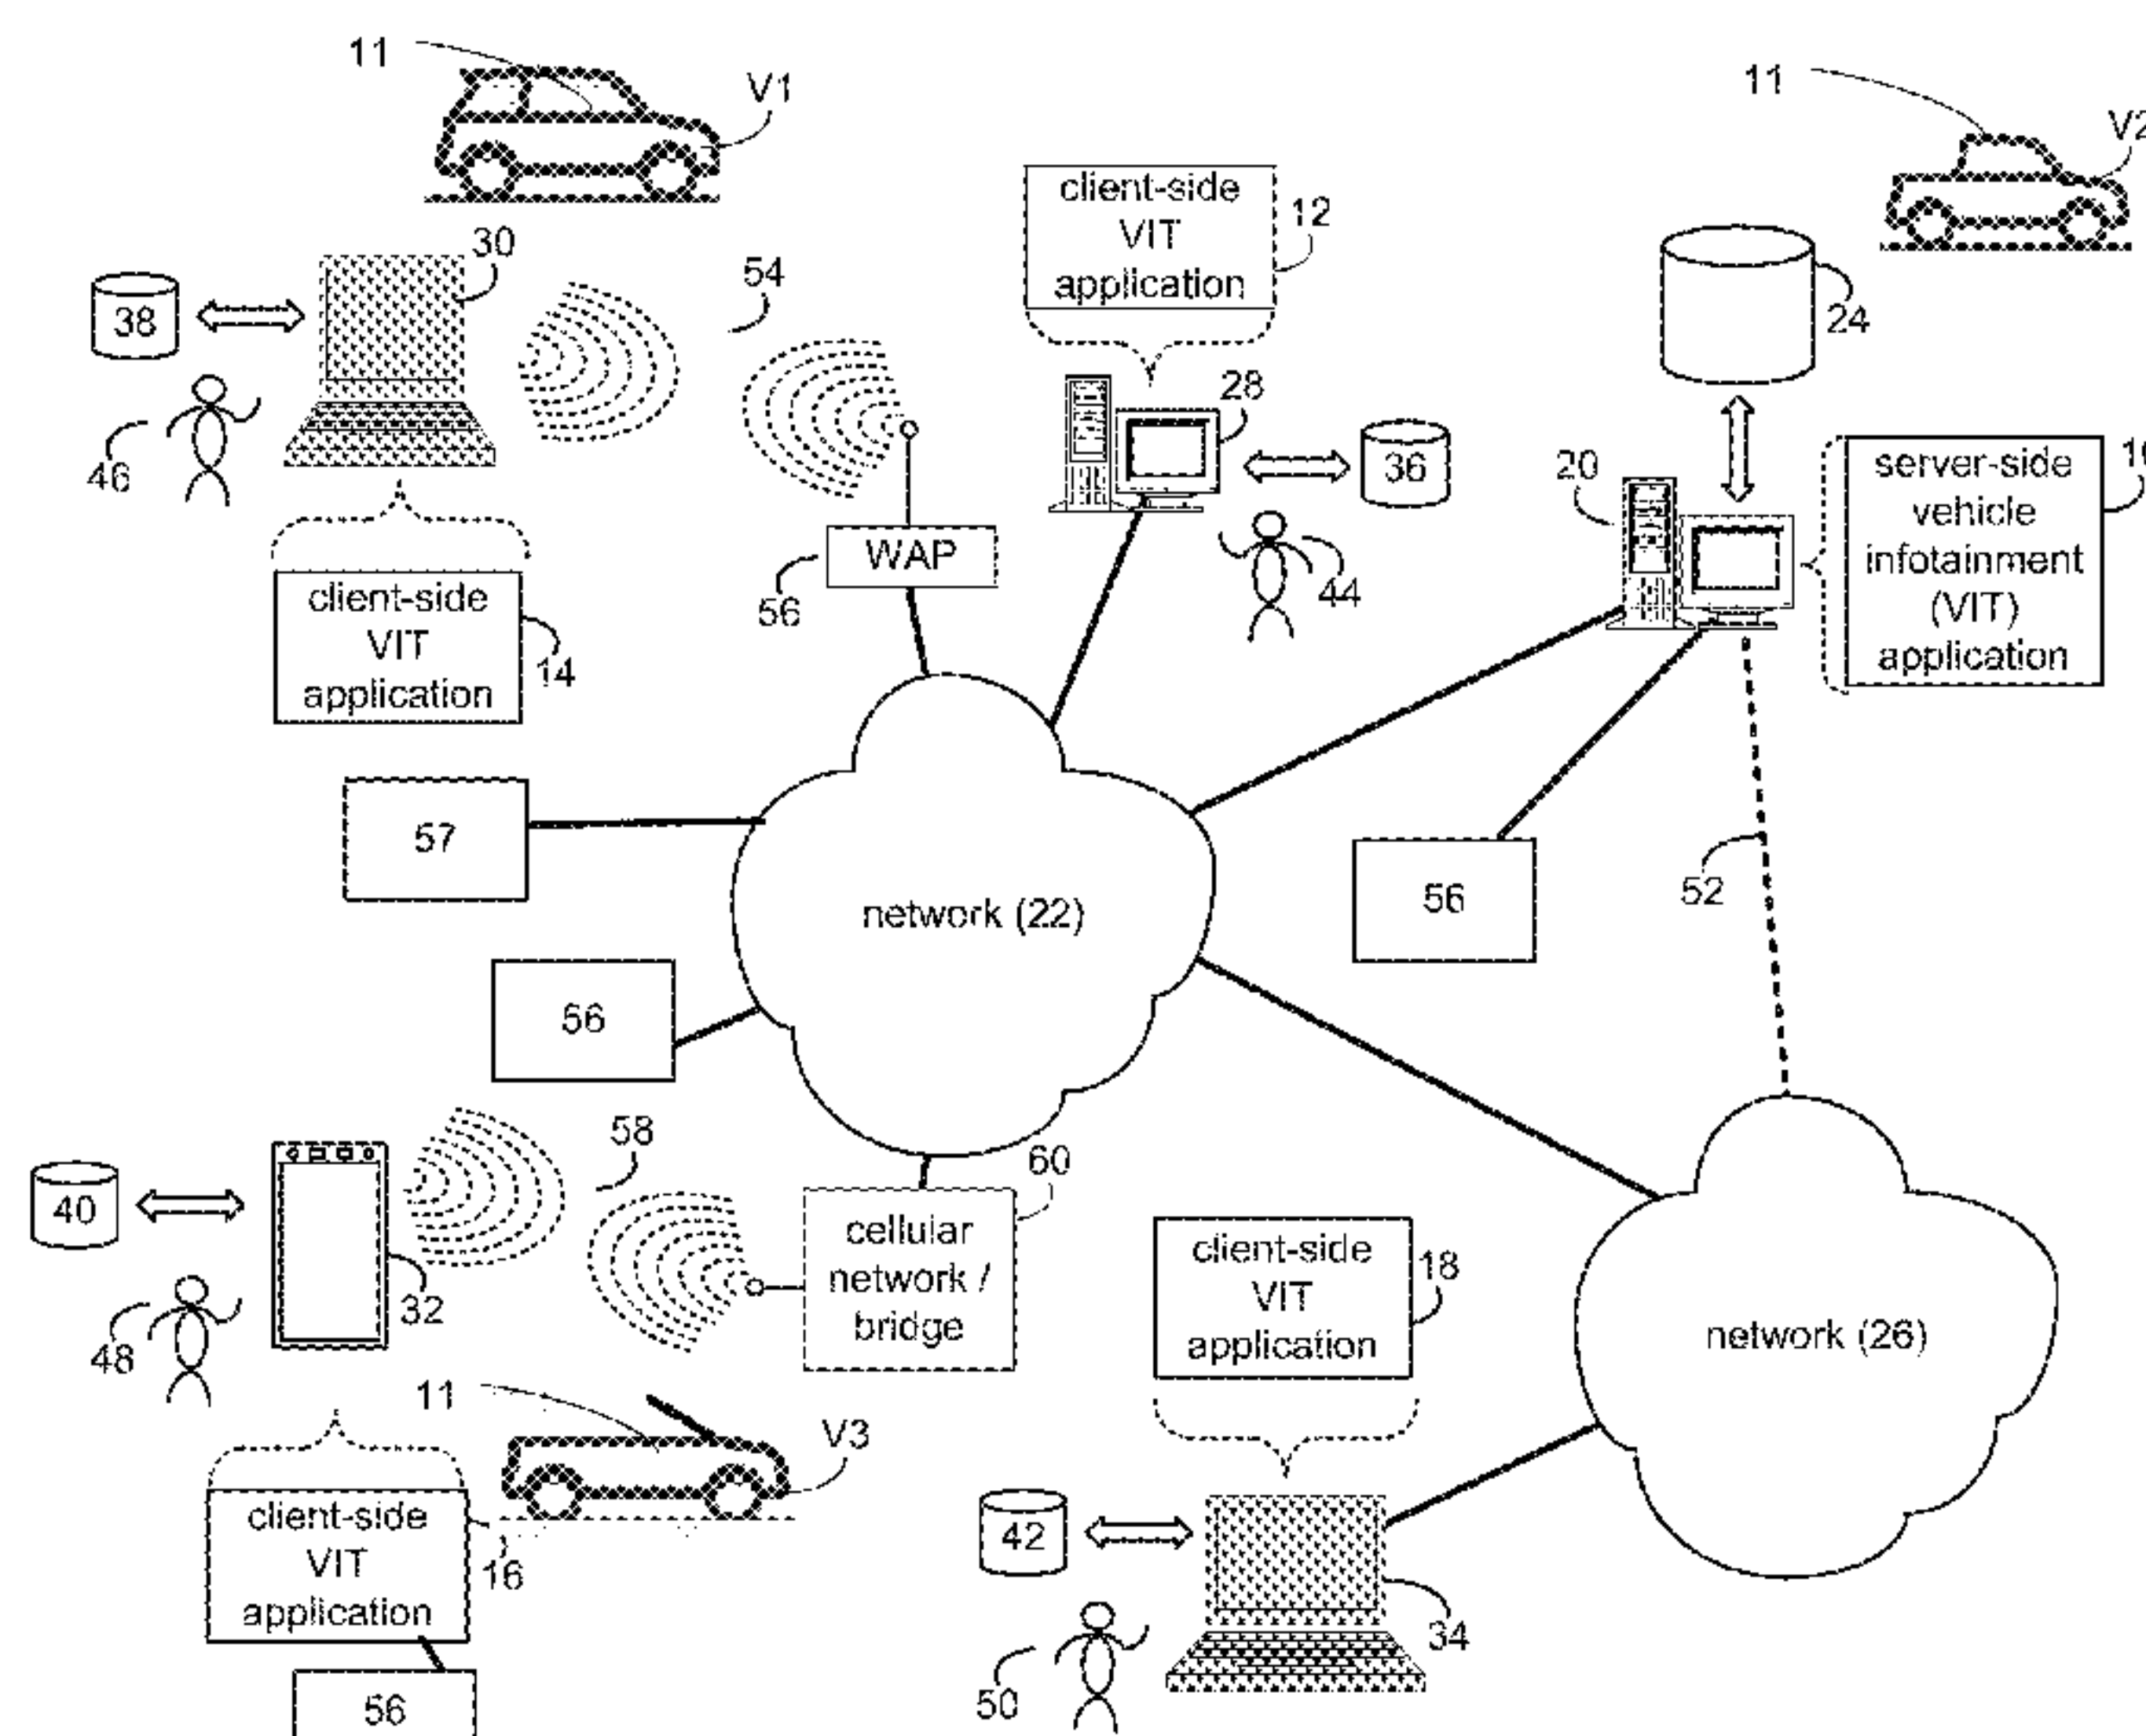 11
V1
11
V2
client-side
VIT
application
12
30
54
38
24
28
46
36
20
server-side
vehicle
infotainment
(VIT)
application
WAP
56
44
client-side
VIT
application
14
57
56
52
network (22)
56
58
60
40
cellular
network /
bridge
client-side
VIT
application
18
32
48
network (26)
11
V3
client-side
VIT
application
16
42
34
50
56